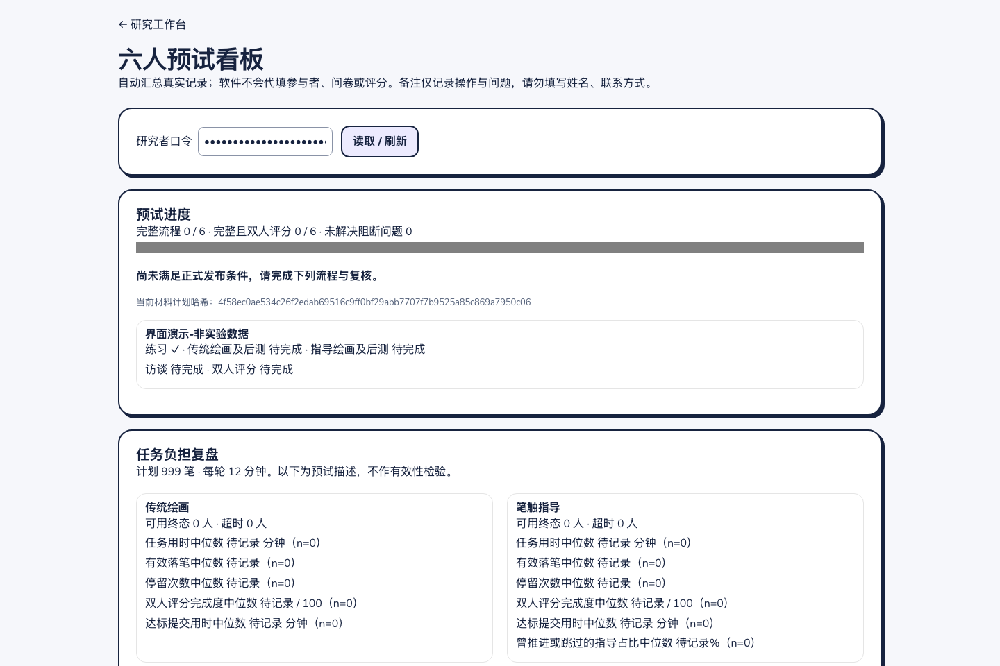 ← 研究工作台
六人预试看板
自动汇总真实记录；软件不会代填参与者、问卷或评分。备注仅记录操作与问题，请勿填写姓名、联系方式。
研究者口令 ••••••••••••••••••••••
读取 / 刷新
预试进度
完整流程 0 / 6 · 完整且双人评分 0 / 6 · 未解决阻断问题 0
尚未满足正式发布条件，请完成下列流程与复核。
当前材料计划哈希： 4f58ec0ae534c26f2edab69516c9ff0bf29abb7707f7b9525a85c869a7950c06
界面演示-非实验数据
练习 ✓ · 传统绘画及后测 待完成 · 指导绘画及后测 待完成
访谈 待完成 · 双人评分 待完成
任务负担复盘
计划 999 笔 · 每轮 12 分钟。以下为预试描述，不作有效性检验。
传统绘画
可用终态 0 人 · 超时 0 人
任务用时中位数 待记录 分钟（n=0）
有效落笔中位数 待记录（n=0）
停留次数中位数 待记录（n=0）
双人评分完成度中位数 待记录 / 100（n=0）
达标提交用时中位数 待记录 分钟（n=0）
笔触指导
可用终态 0 人 · 超时 0 人
任务用时中位数 待记录 分钟（n=0）
有效落笔中位数 待记录（n=0）
停留次数中位数 待记录（n=0）
双人评分完成度中位数 待记录 / 100（n=0）
达标提交用时中位数 待记录 分钟（n=0）
曾推进或跳过的指导占比中位数 待记录%（n=0）